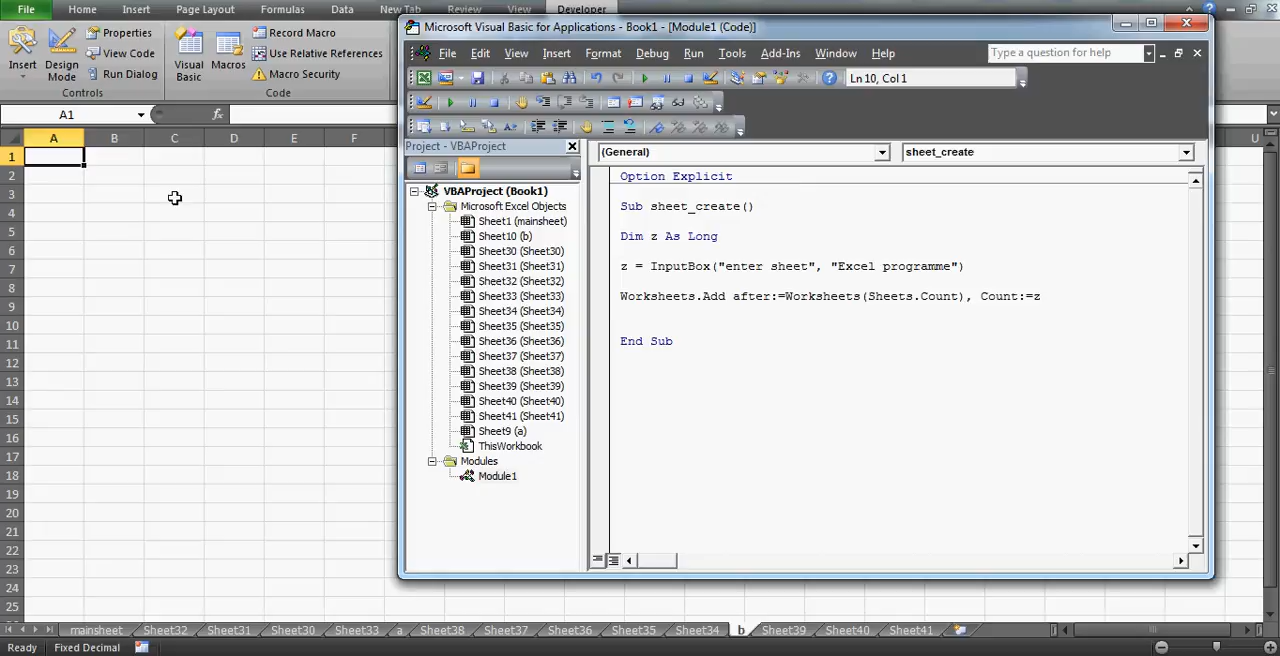 File Home Insert Page Layout Formulas Data New Tab Review View Developer
Insert
Design Mode
Properties
View Code
Run Dialog
Controls
Visual Basic
Macros
Record Macro
Use Relative References
Macro Security
Code
A1
fx
A B C D E F U
1
2
3
4
5
6
7
8
9
10
11
12
13
14
15
16
17
18
19
20
21
22
23
24
25
Microsoft Visual Basic for Applications - Book1 - [Module1 (Code)]
File Edit View Insert Format Debug Run Tools Add-Ins Window Help
Type a question for help
Ln 10, Col 1
Project - VBAProject
VBAProject (Book1)
Microsoft Excel Objects
Sheet1 (mainsheet)
Sheet10 (b)
Sheet30 (Sheet30)
Sheet31 (Sheet31)
Sheet32 (Sheet32)
Sheet33 (Sheet33)
Sheet34 (Sheet34)
Sheet35 (Sheet35)
Sheet36 (Sheet36)
Sheet37 (Sheet37)
Sheet38 (Sheet38)
Sheet39 (Sheet39)
Sheet40 (Sheet40)
Sheet41 (Sheet41)
Sheet9 (a)
ThisWorkbook
Modules
Module1
(General)
sheet_create
Option Explicit
Sub sheet_create()
Dim z As Long
z = InputBox("enter sheet", "Excel programme")
Worksheets.Add after:=Worksheets(Sheets.Count), Count:=z
End Sub
mainsheet Sheet32 Sheet31 Sheet30 Sheet33 a Sheet38 Sheet37 Sheet36 Sheet35 Sheet34 b Sheet39 Sheet40 Sheet41
Ready Fixed Decimal